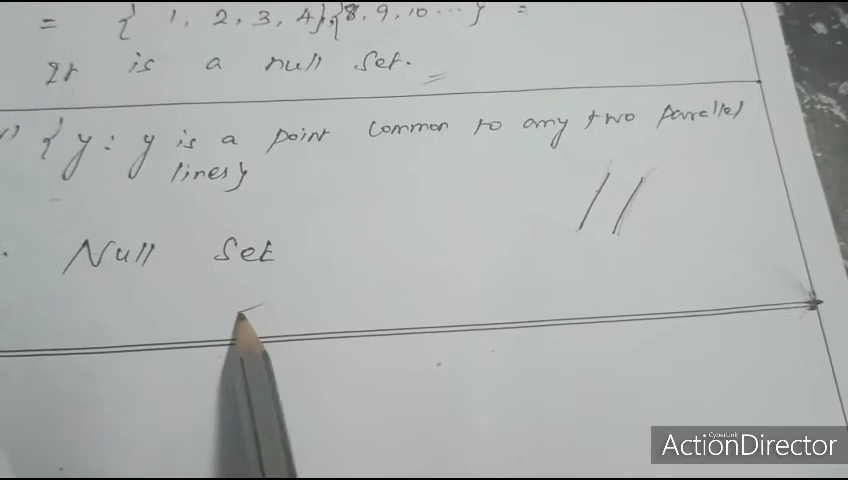 = { 1, 2, 3, 4},{8, 9, 10 ... } =
It is a null set.
{ y : y is a point common to any two parallel
lines}
Null Set
CyberLink
ActionDirector